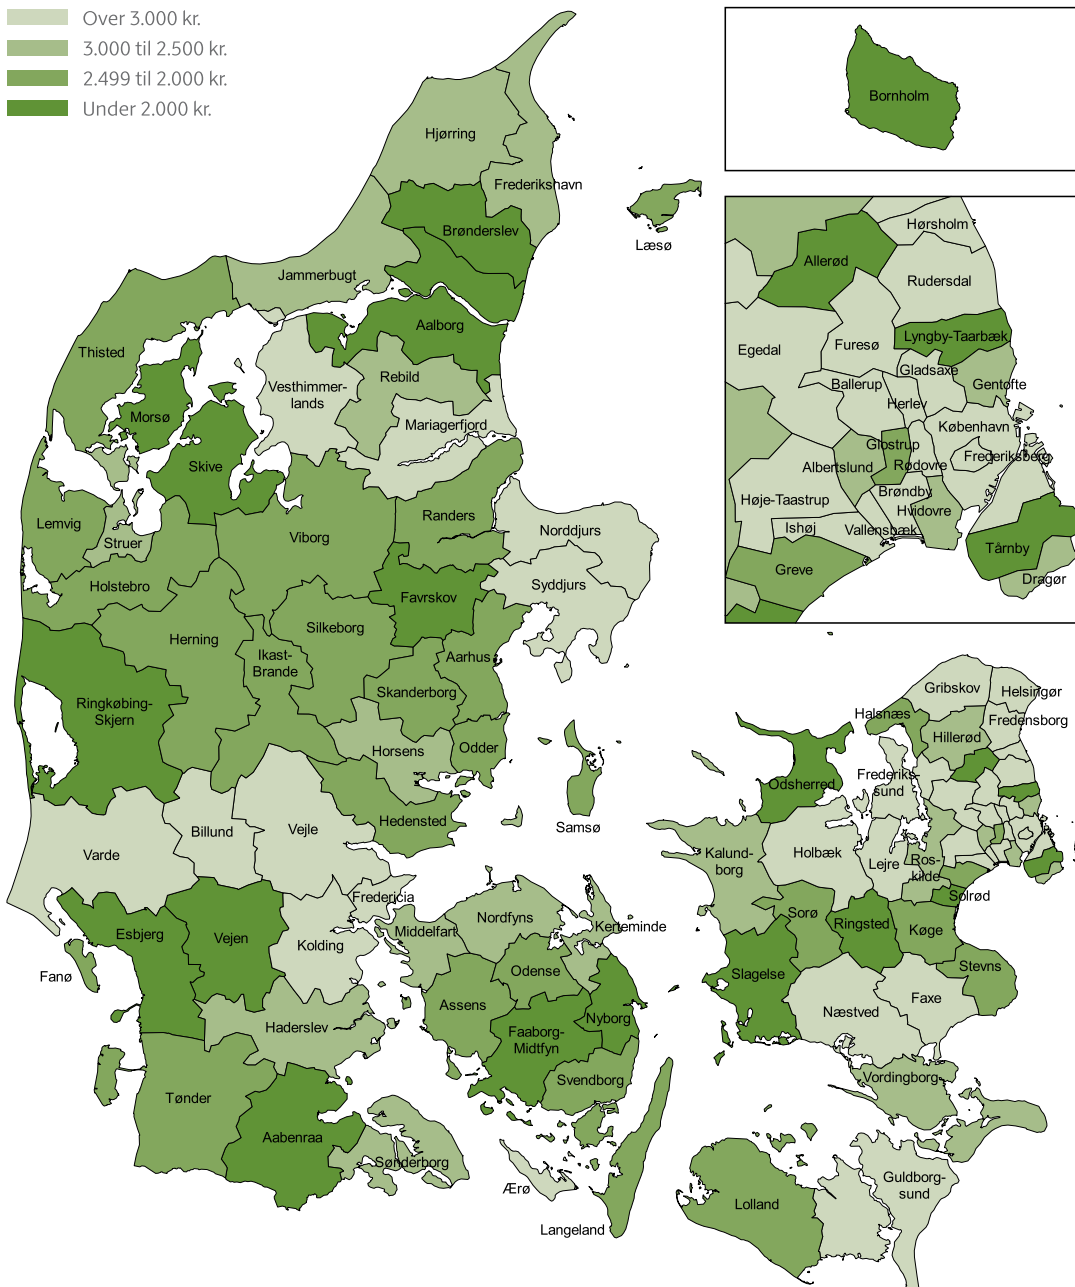 Over 3.000 kr.
3.000 til 2.500 kr.
2.499 til 2.000 kr.
Under 2.000 kr.
Bornholm
Hjørring
Frederikshavn
Læsø
Brønderslev
Jammerbugt
Aalborg
Thisted
Rebild
Vesthimmer-
lands
Morsø
Mariagerfjord
Skive
Lemvig
Struer
Viborg
Randers
Norddjurs
Holstebro
Syddjurs
Favrskov
Herning
Silkeborg
Ikast-
Brande
Aarhus
Skanderborg
Ringkøbing-
Skjern
Horsens
Odder
Hedensted
Samsø
Billund
Vejle
Varde
Fredericia
Esbjerg
Vejen
Kolding
Middelfart
Nordfyns
Kerteminde
Fanø
Odense
Assens
Haderslev
Faaborg-
Midtfyn
Nyborg
Svendborg
Tønder
Aabenraa
Sønderborg
Ærø
Langeland
Hørsholm
Allerød
Rudersdal
Egedal
Furesø
Lyngby-Taarbæk
Gladsaxe
Gentofte
Ballerup
Herlev
København
Glostrup
Frederiksberg
Albertslund
Rødovre
Høje-Taastrup
Brøndby
Hvidovre
Ishøj
Vallensbæk
Tårnby
Greve
Dragør
Gribskov
Helsingør
Halsnæs
Fredensborg
Hillerød
Odsherred
Frederiks-
sund
Kalund-
borg
Holbæk
Lejre
Ros-
kilde
Solrød
Sorø
Ringsted
Køge
Slagelse
Stevns
Næstved
Faxe
Vordingborg
Guldborg-
sund
Lolland